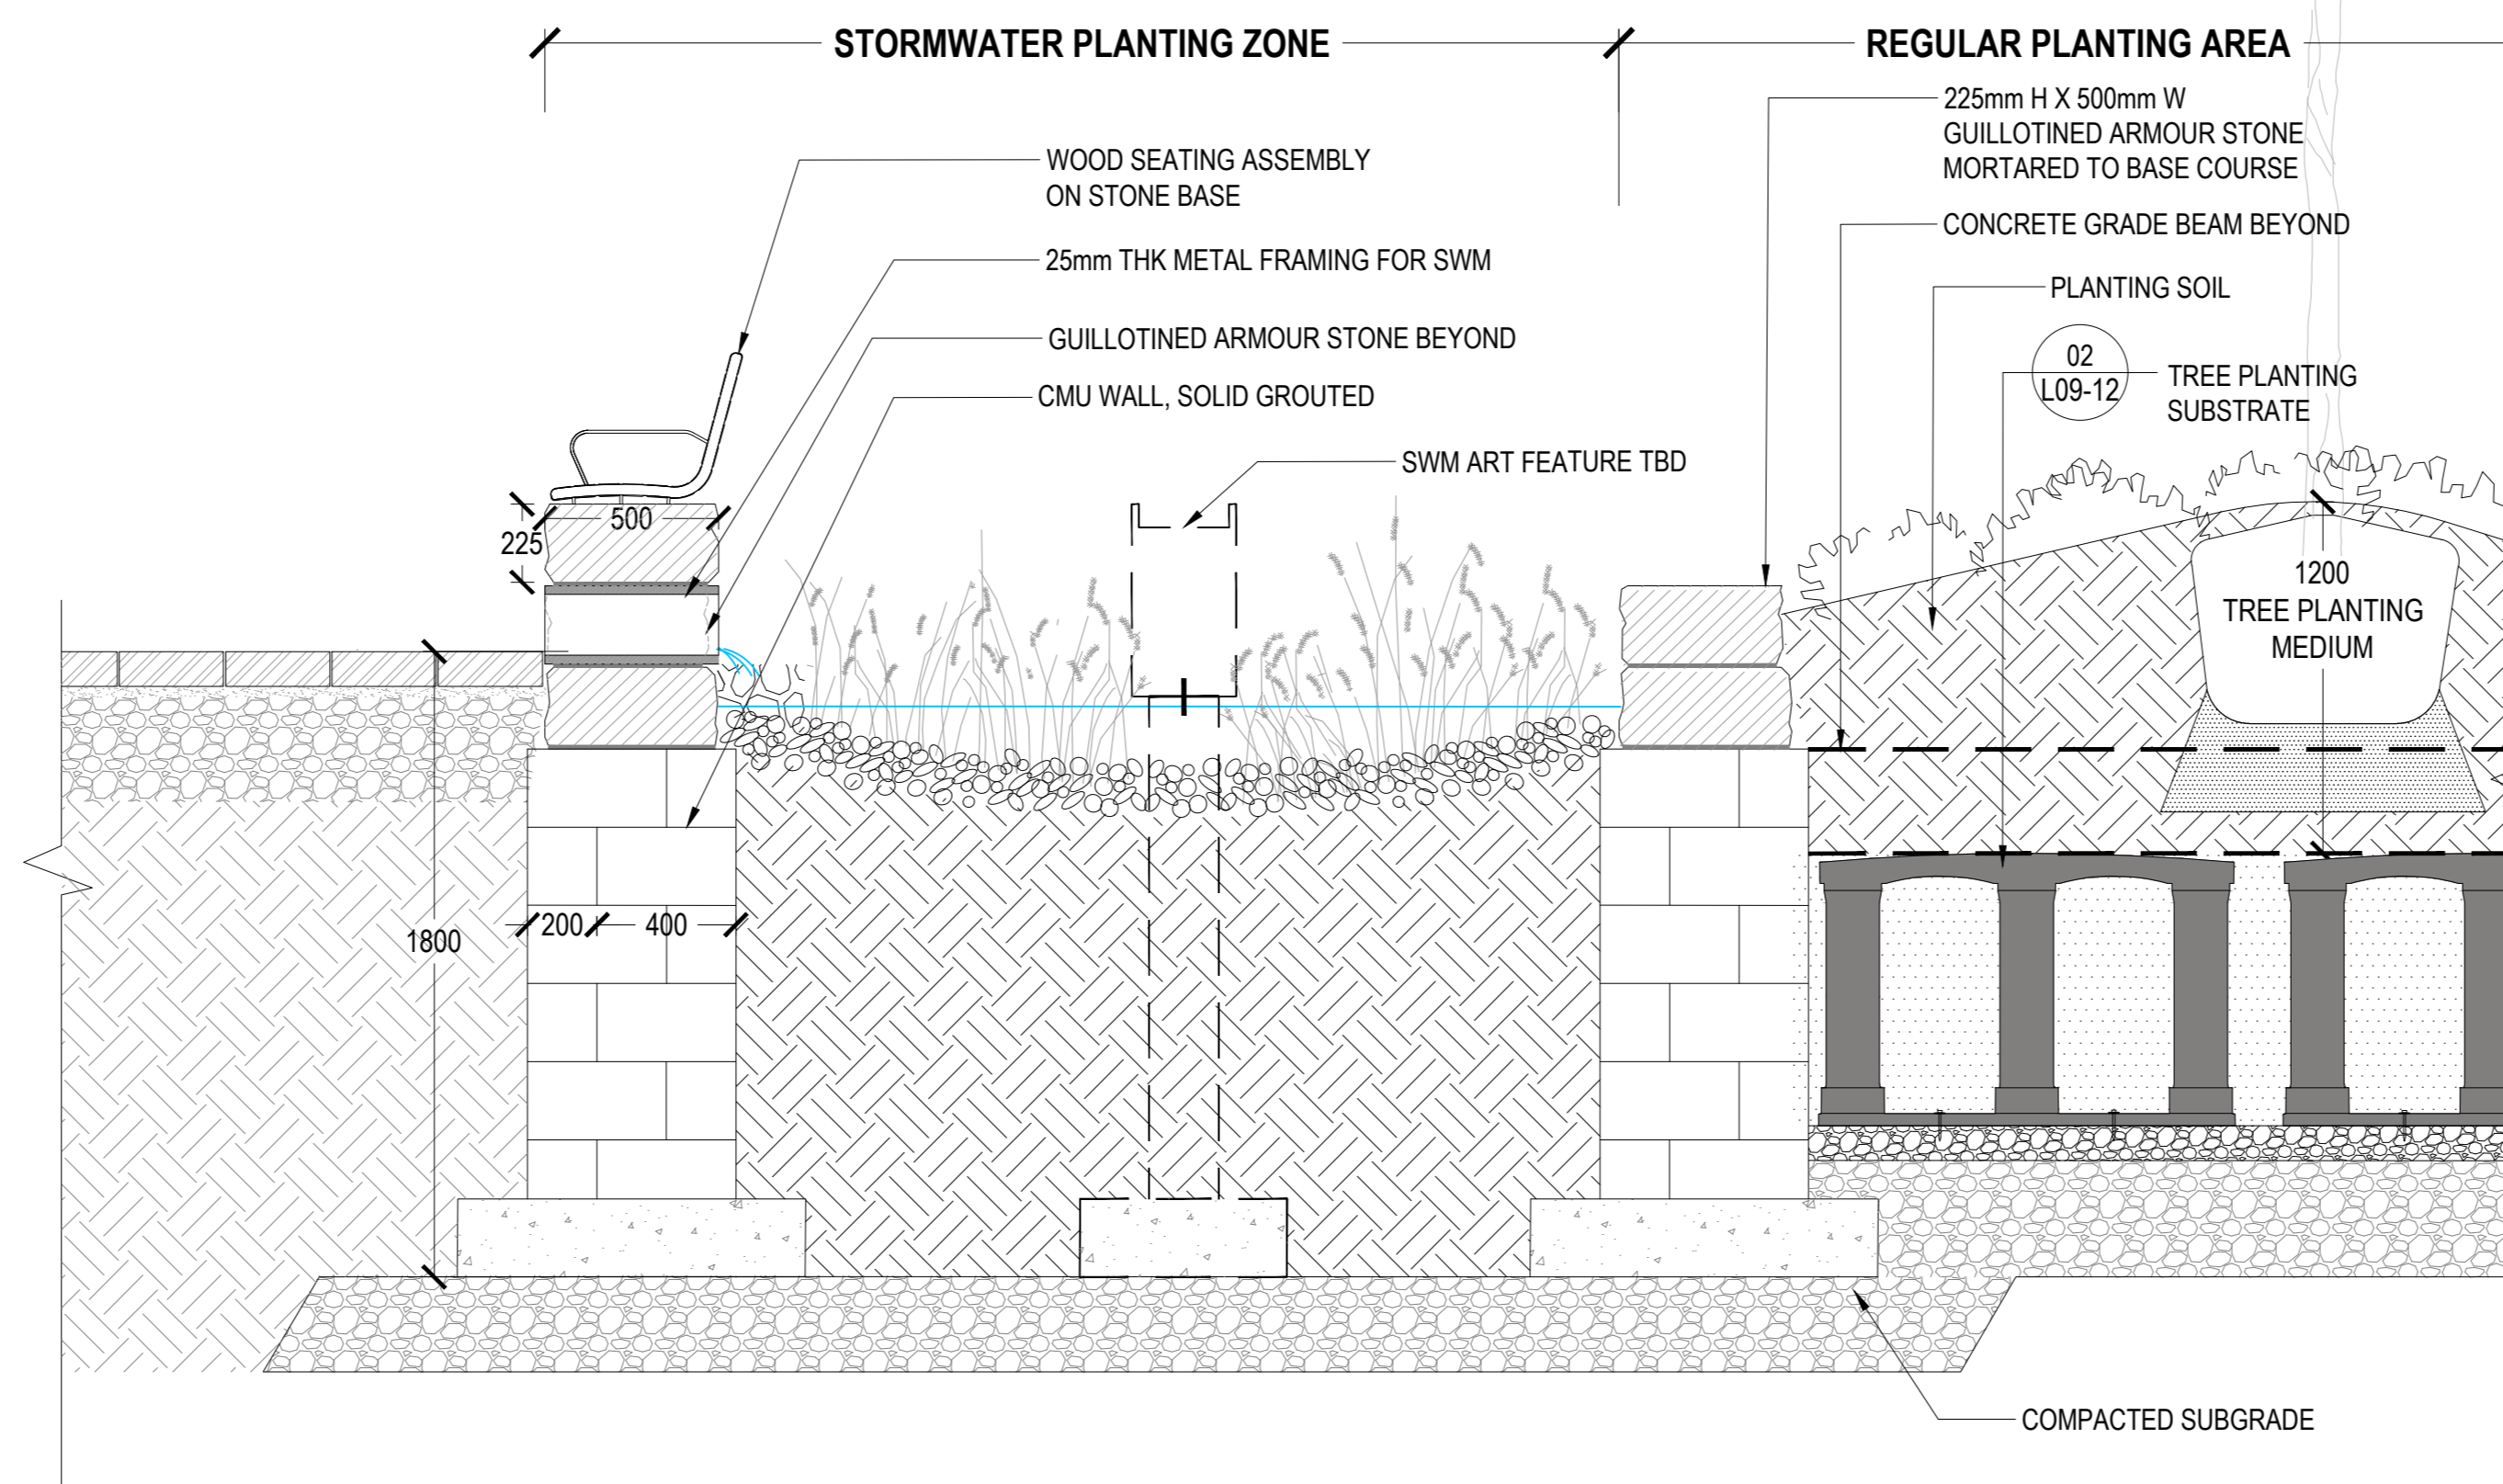 STORMWATER PLANTING ZONE
REGULAR PLANTING AREA
225mm H X 500mm W
GUILLOTINED ARMOUR STONE
MORTARED TO BASE COURSE
WOOD SEATING ASSEMBLY
ON STONE BASE
CONCRETE GRADE BEAM BEYOND
25mm THK METAL FRAMING FOR SWM
PLANTING SOIL
GUILLOTINED ARMOUR STONE BEYOND
02
L09-12
TREE PLANTING
SUBSTRATE
CMU WALL, SOLID GROUTED
SWM ART FEATURE TBD
500
225
1200
TREE PLANTING
MEDIUM
200
400
1800
COMPACTED SUBGRADE